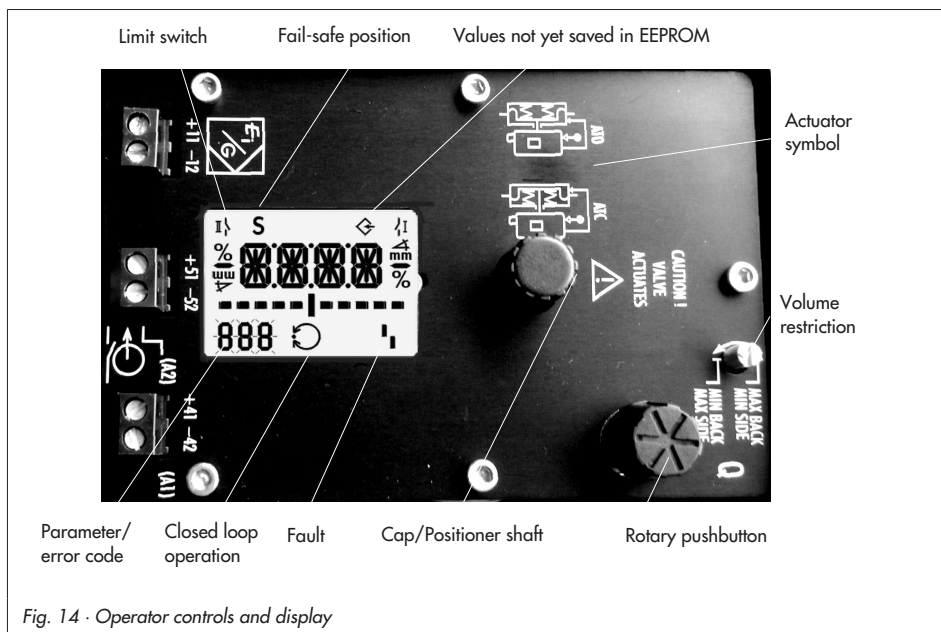 Limit switch
Fail-safe position
Values not yet saved in EEPROM
Actuator
symbol
+11 -12
E/I
G
ATO
II
S
I
%
mm
mm
%
+51 -52
ATC
CAUTION !
VALVE
ACTUATES
Volume
restriction
888
(A2)
+41 -42
(A1)
MAX BACK
MIN SIDE
MIN BACK
MAX SIDE
Q
Parameter/
error code
Closed loop
operation
Fault
Cap/Positioner shaft
Rotary pushbutton
Fig. 14 · Operator controls and display